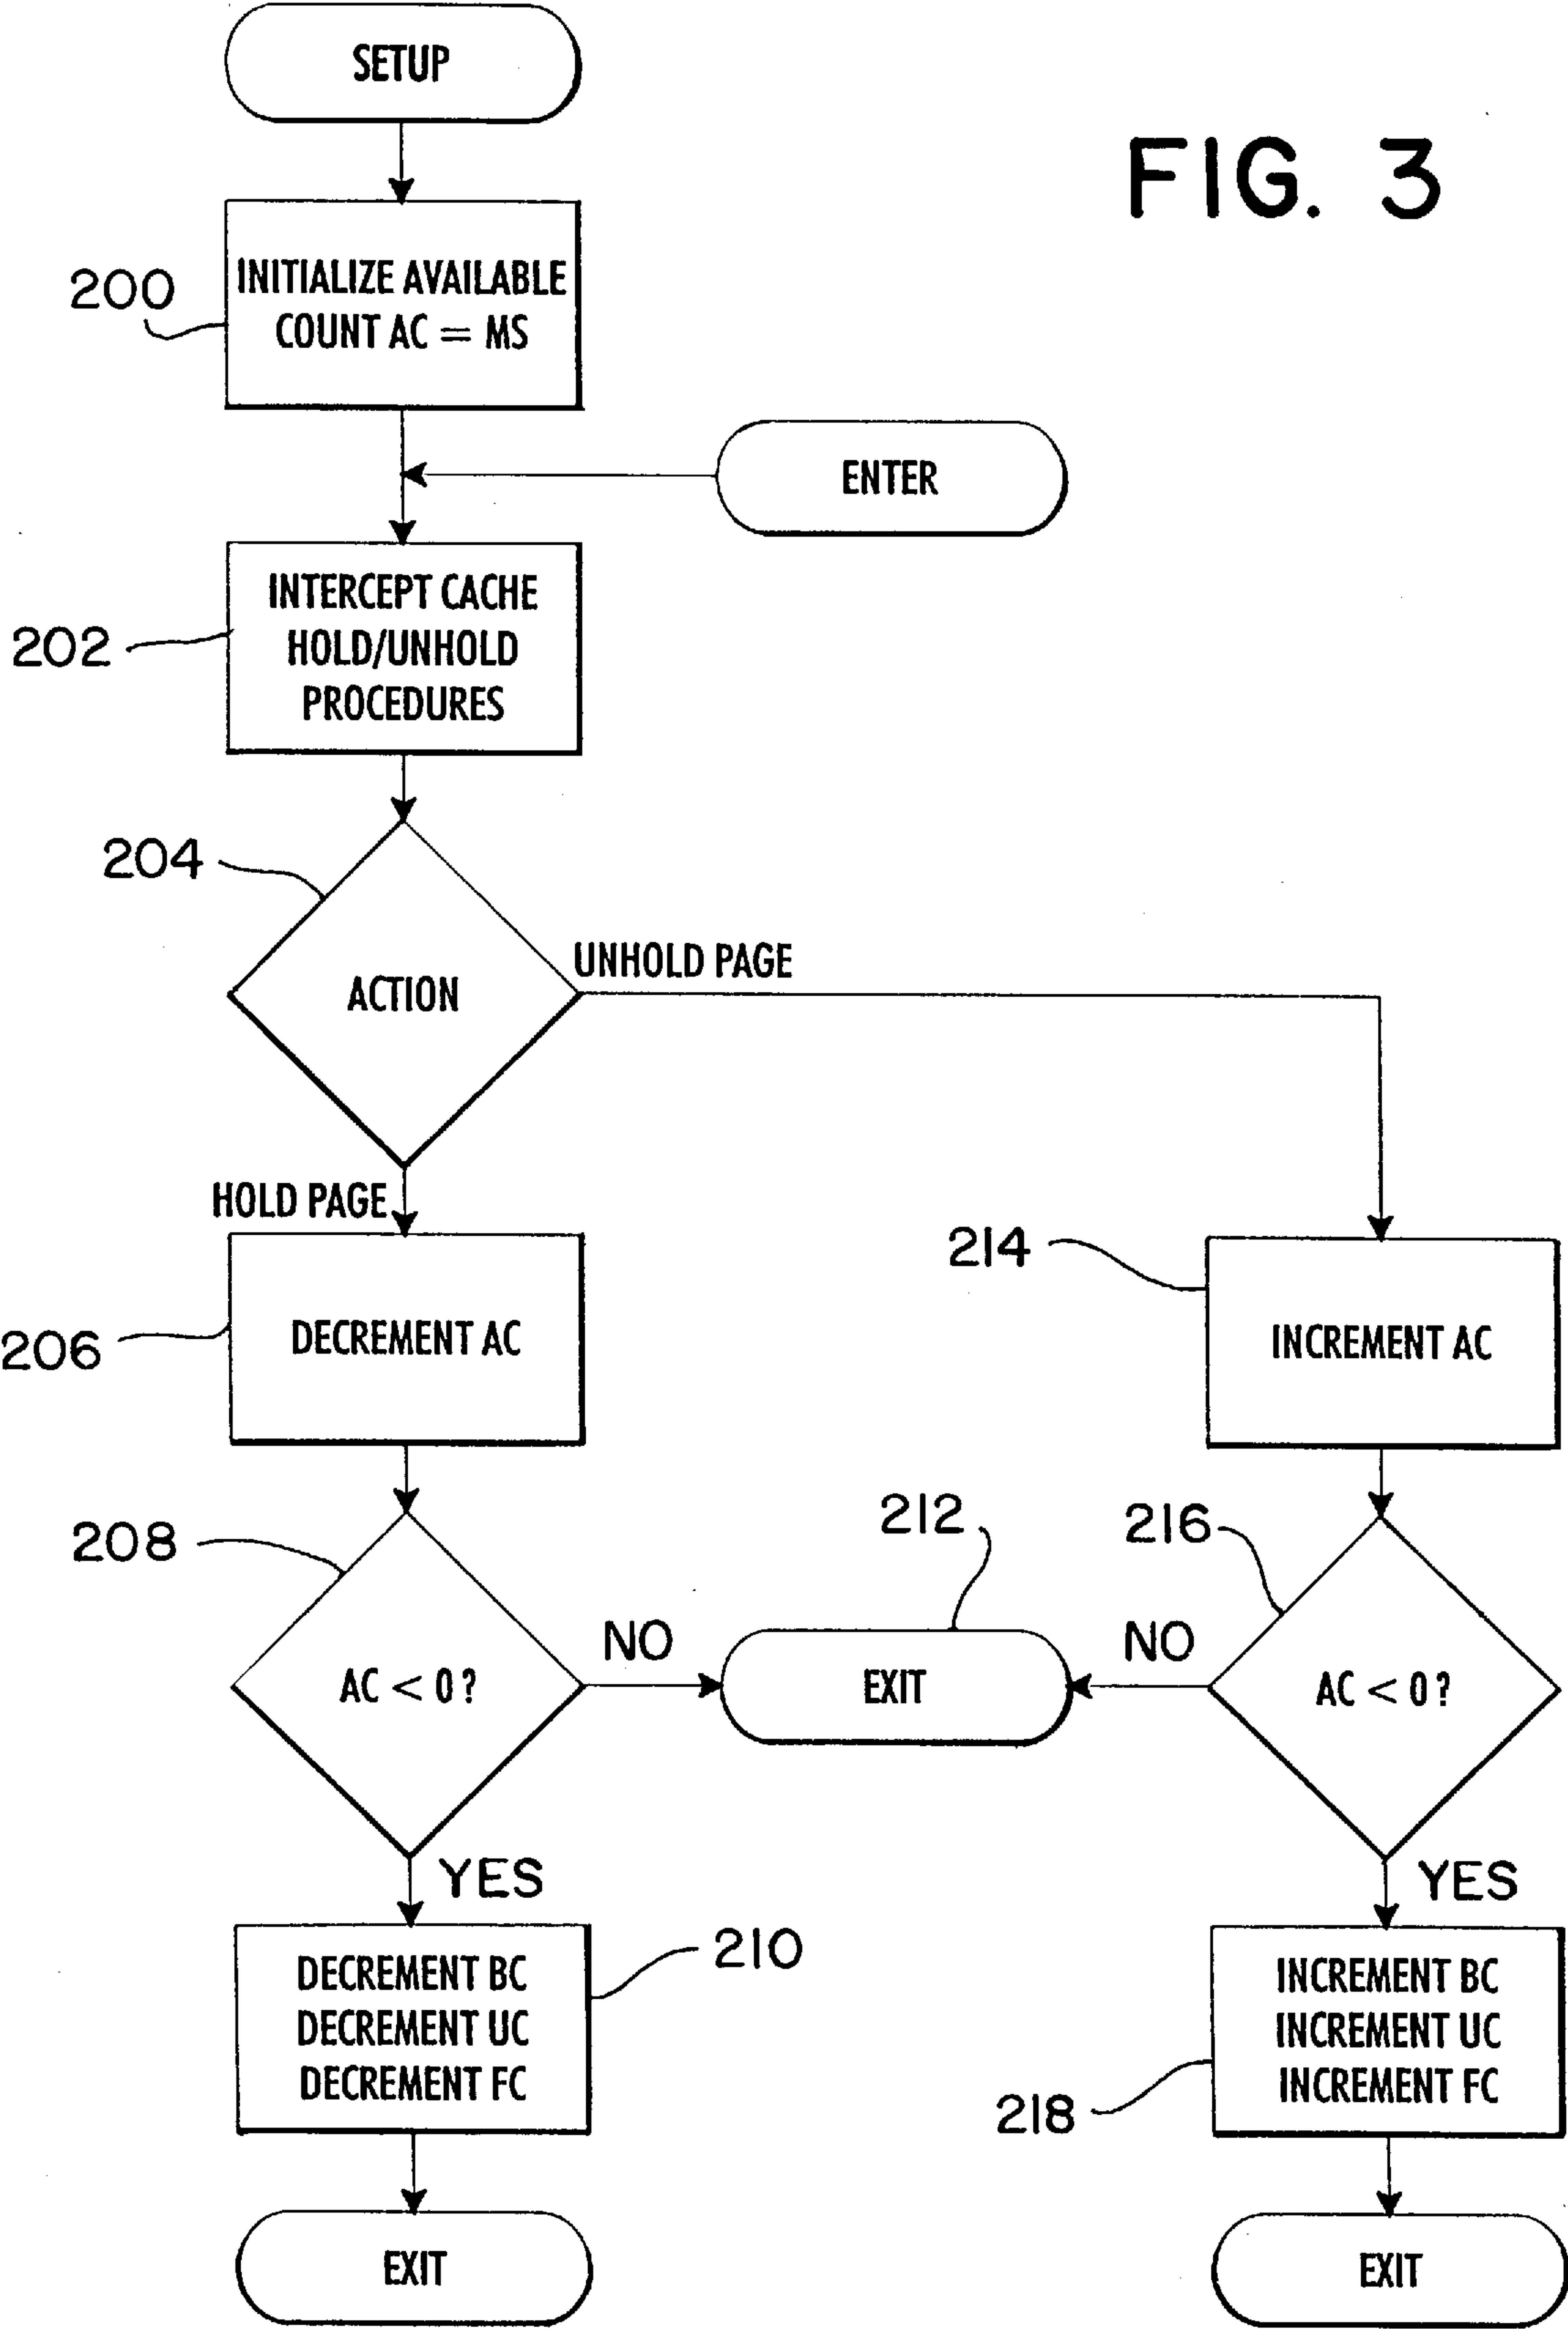 SETUP
FIG. 3
200
INITIALIZE AVAILABLE
COUNT AC = MS
ENTER
202
INTERCEPT CACHE
HOLD/UNHOLD
PROCEDURES
204
ACTION
UNHOLD PAGE
HOLD PAGE
206
DECREMENT AC
214
INCREMENT AC
208
AC < 0?
NO
212
EXIT
216
NO
AC < 0?
YES
YES
DECREMENT BC
DECREMENT UC
DECREMENT FC
210
INCREMENT BC
INCREMENT UC
INCREMENT FC
218
EXIT
EXIT